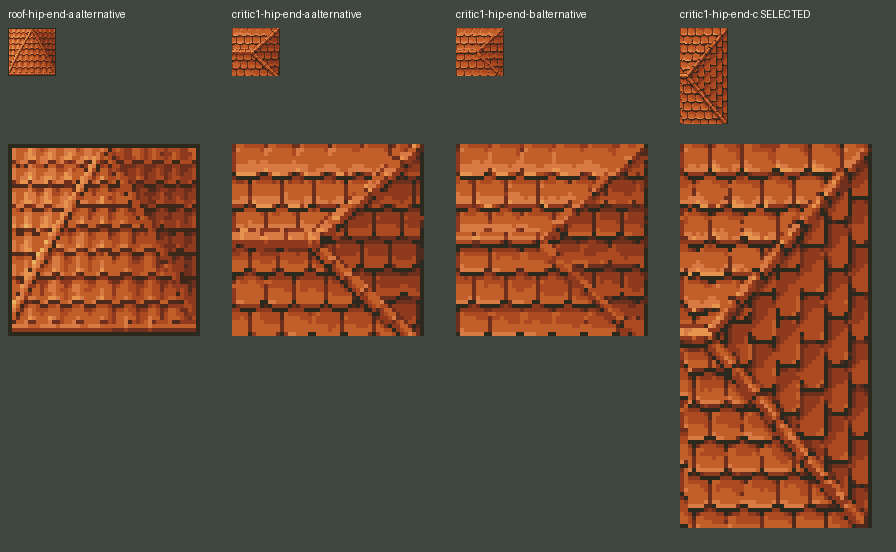 roof-hip-end-a alternative
critic1-hip-end-a alternative
critic1-hip-end-b alternative
critic1-hip-end-c SELECTED